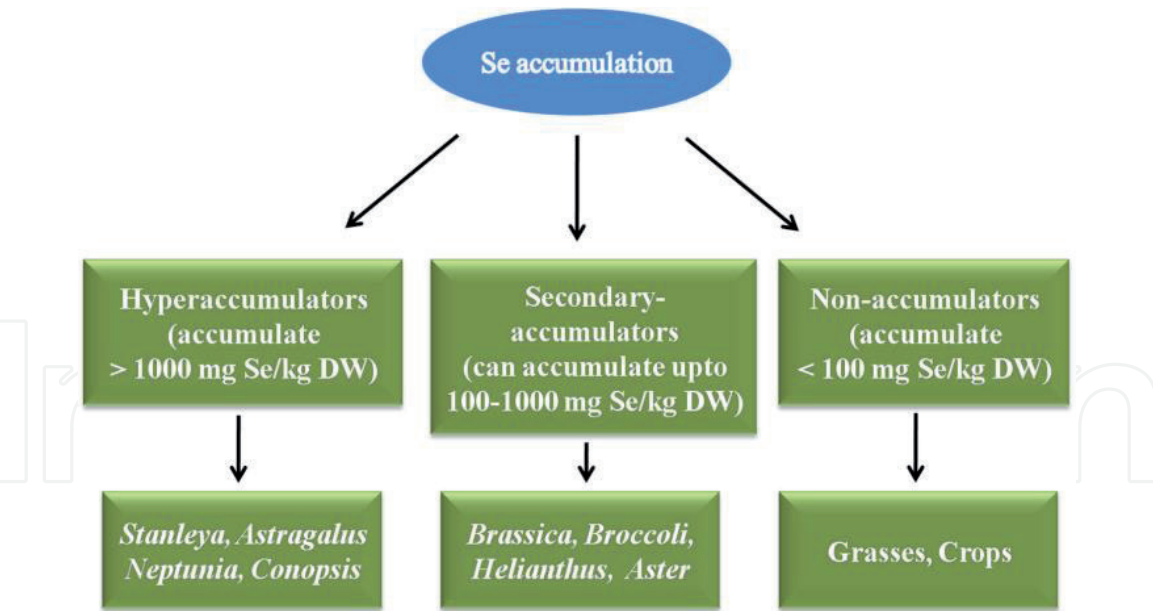 Se accumulation
Hyperaccumulators
(accumulate
> 1000 mg Se/kg DW)
Secondary-
accumulators
(can accumulate upto
100-1000 mg Se/kg DW)
Non-accumulators
(accumulate
< 100 mg Se/kg DW)
Stanleya, Astragalus
Neptunia, Conopsis
Brassica, Broccoli,
Helianthus, Aster
Grasses, Crops